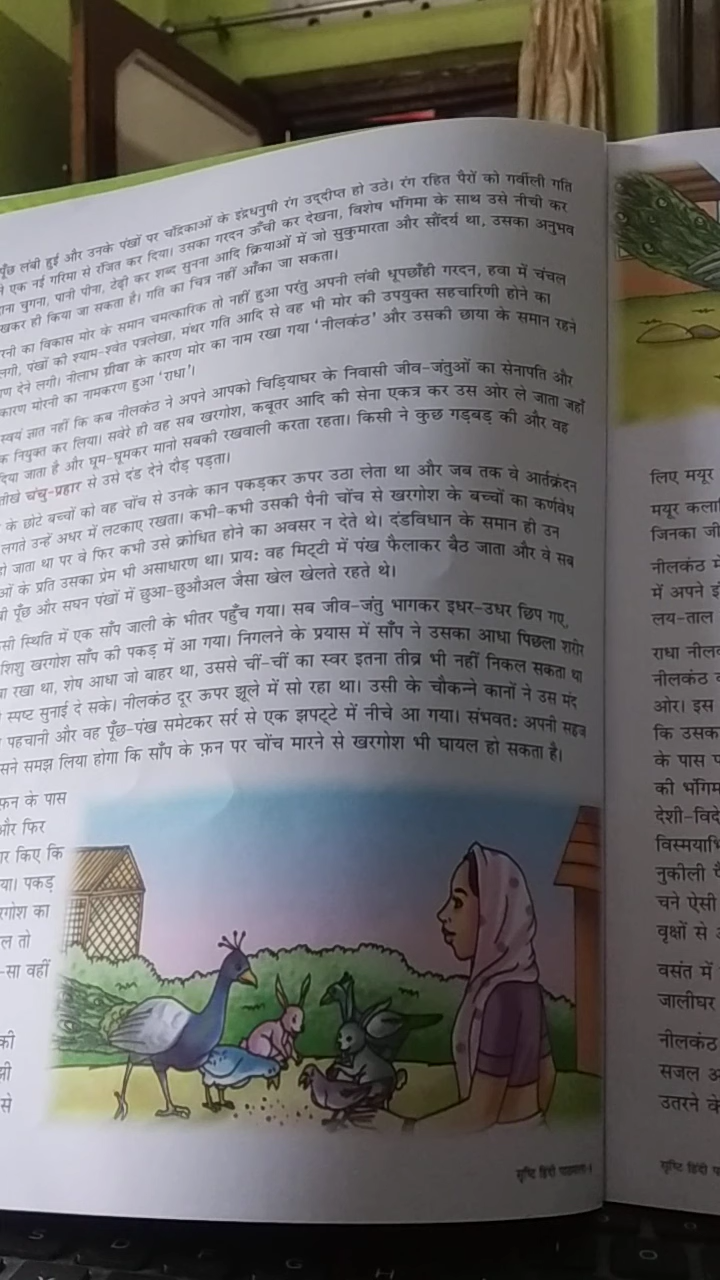 पूँछ लंबी हुई और उनके पंखों पर चंद्रिकाओं के इंद्रधनुषी रंग उद्दीप्त हो उठे। रंग रहित पैरों को गर्वीली गति
एक नई गरिमा से रंजित कर दिया। उसका गरदन ऊँची कर देखना, विशेष भंगिमा के साथ उसे नीची कर
चुगना, पानी पीना, टेढ़ी कर शब्द सुनना आदि क्रियाओं में जो सुकुमारता और सौंदर्य था, उसका अनुभव
ही किया जा सकता है। गति का चित्र नहीं आँका जा सकता।
का विकास मोर के समान चमत्कारिक तो नहीं हुआ परंतु अपनी लंबी धूपछाँही गरदन, हवा में चंचल
पंखों की श्याम-श्वेत पत्रलेखा, मंथर गति आदि से वह भी मोर की उपयुक्त सहचारिणी होने का
देने लगी। नीलाभ ग्रीवा के कारण मोर का नाम रखा गया 'नीलकंठ' और उसकी छाया के समान रहने
कारण मोरनी का नामकरण हुआ 'राधा'।
स्वयं ज्ञात नहीं कि कब नीलकंठ ने अपने आपको चिड़ियाघर के निवासी जीव-जंतुओं का सेनापति और
नियुक्त कर लिया। सवेरे ही वह सब खरगोश, कबूतर आदि की सेना एकत्र कर उस ओर ले जाता जहाँ
दिया जाता है और घूम-घूमकर मानो सबकी रखवाली करता रहता। किसी ने कुछ गड़बड़ की और वह
तीखे चंचु-प्रहार से उसे दंड देने दौड़ पड़ता।
के छोटे बच्चों को वह चोंच से उनके कान पकड़कर ऊपर उठा लेता था और जब तक वे आर्तक्रंदन
लगते उन्हें अधर में लटकाए रखता। कभी-कभी उसकी पैनी चोंच से खरगोश के बच्चों का कर्णवेध
हो जाता था पर वे फिर कभी उसे क्रोधित होने का अवसर न देते थे। दंडविधान के समान ही उन
के प्रति उसका प्रेम भी असाधारण था। प्राय: वह मिट्टी में पंख फैलाकर बैठ जाता और वे सब
पूँछ और सघन पंखों में छुआ-छुऔअल जैसा खेल खेलते रहते थे।
स्थिति में एक साँप जाली के भीतर पहुँच गया। सब जीव-जंतु भागकर इधर-उधर छिप गए,
शिशु खरगोश साँप की पकड़ में आ गया। निगलने के प्रयास में साँप ने उसका आधा पिछला शरीर
रखा था, शेष आधा जो बाहर था, उससे चीं-चीं का स्वर इतना तीव्र भी नहीं निकल सकता था
स्पष्ट सुनाई दे सके। नीलकंठ दूर ऊपर झूले में सो रहा था। उसी के चौकन्ने कानों ने उस मंद
पहचानी और वह पूँछ-पंख समेटकर सर्र से एक झपट्टे में नीचे आ गया। संभवत: अपनी सहज
समझ लिया होगा कि साँप के फ़न पर चोंच मारने से खरगोश भी घायल हो सकता है।
फ़न के पास
और फिर
किए कि
पकड़
का
तो
-सा वहीं
की
से
सृष्टि हिंदी पाठमाला-
लिए मयूर
मयूर
जिनका
नीलकंठ
में अपने
लय-ताल
राधा
नीलकंठ
ओर। इस
कि उसक
के पास
की
देशी-
नुकीली
चने ऐसी
वृक्षों से
वसंत में
जालीघर
नीलकंठ
सजल
उतरने के
सृष्टि हिंदी